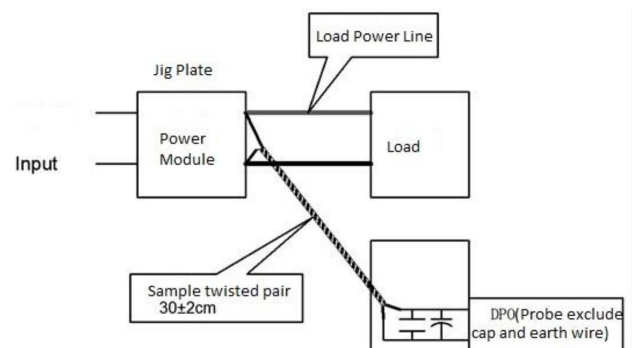 Load Power Line
Jig Plate
Power
Module
Load
Input
Sample twisted pair
30±2cm
DPO(Probe exclude
cap and earth wire)